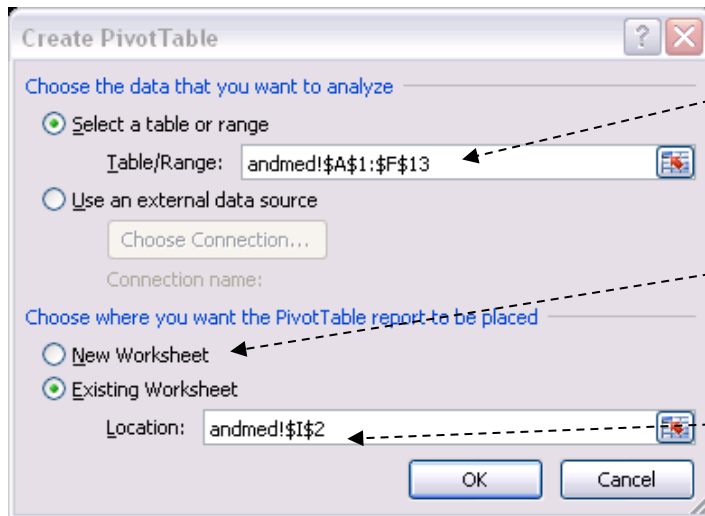 Create PivotTable
?
Choose the data that you want to analyze
Select a table or range
Table/Range: andmed!$A$1:$F$13
Use an external data source
Choose Connection...
Connection name:
Choose where you want the PivotTable report to be placed
New Worksheet
Existing Worksheet
Location: andmed!$I$2
OK Cancel